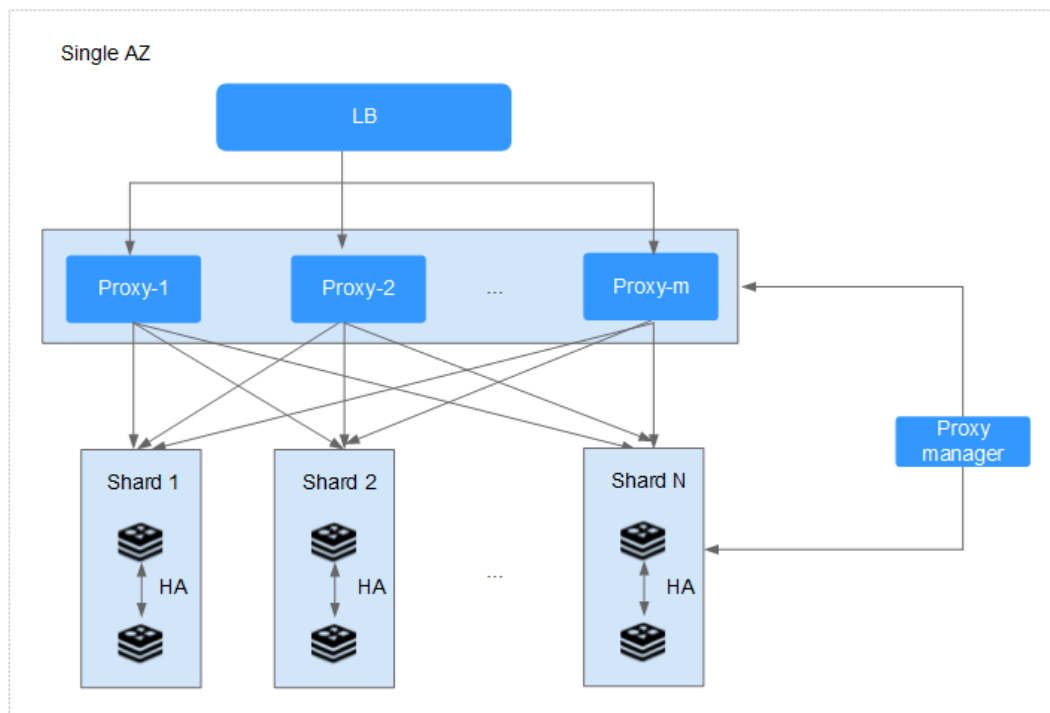 Single AZ
LB
Proxy-1
Proxy-2
...
Proxy-m
Proxy
manager
Shard 1
Shard 2
Shard N
HA
HA
...
HA